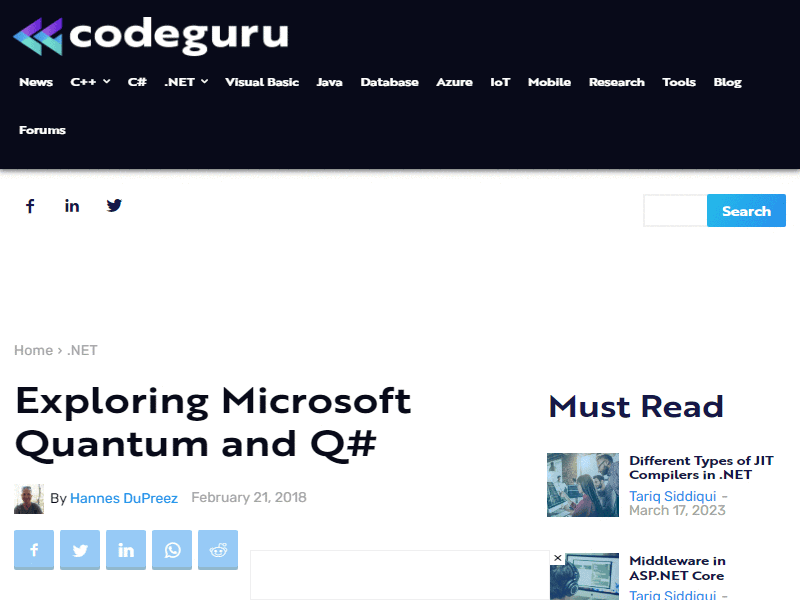 codeguru
News C++ C# .NET Visual Basic Java Database Azure IoT Mobile Research Tools Blog
Forums
Search
Home › .NET
Exploring Microsoft
Quantum and Q#
By Hannes DuPreez February 21, 2018
Must Read
Different Types of JIT
Compilers in .NET
Tariq Siddiqui -
March 17, 2023
Middleware in
ASP.NET Core
Tariq Siddiqui -